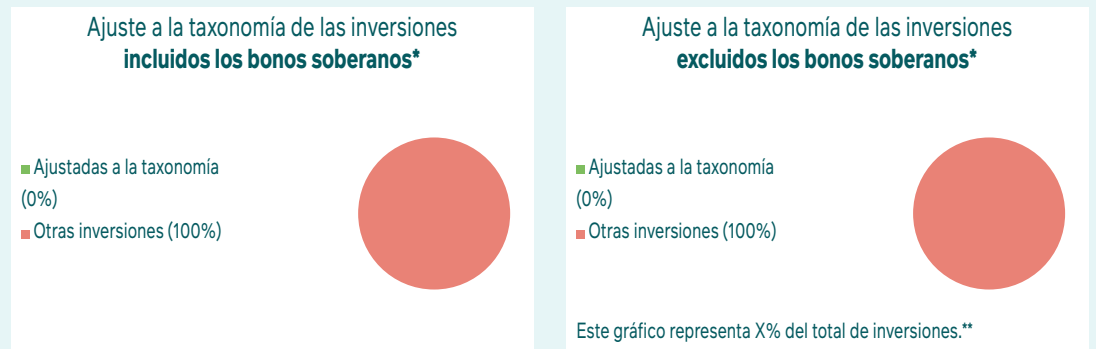 Ajuste a la taxonomía de las inversiones
incluidos los bonos soberanos*
Ajustadas a la taxonomía
(0%)
Otras inversiones (100%)
Ajuste a la taxonomía de las inversiones
excluidos los bonos soberanos*
Ajustadas a la taxonomía
(0%)
Otras inversiones (100%)
Este gráfico representa X% del total de inversiones.**